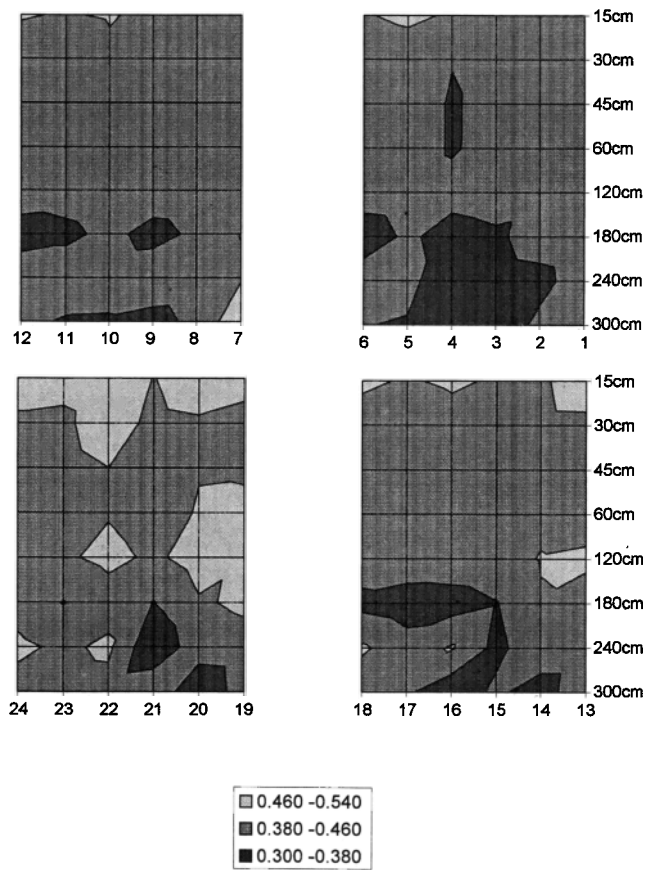 15cm
30cm
45cm
60cm
120cm
180cm
240cm
300cm
12 11 10 9 8 7
6 5 4 3 2 1
15cm
30cm
45cm
60cm
120cm
180cm
240cm
300cm
24 23 22 21 20 19
18 17 16 15 14 13
0.460 -0.540
0.380 -0.460
0.300 -0.380